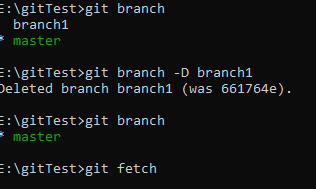 E:\gitTest>git branch
branch1
* master
E:\gitTest>git branch -D branch1
Deleted branch branch1 (was 661764e).
E:\gitTest>git branch
* master
E:\gitTest>git fetch